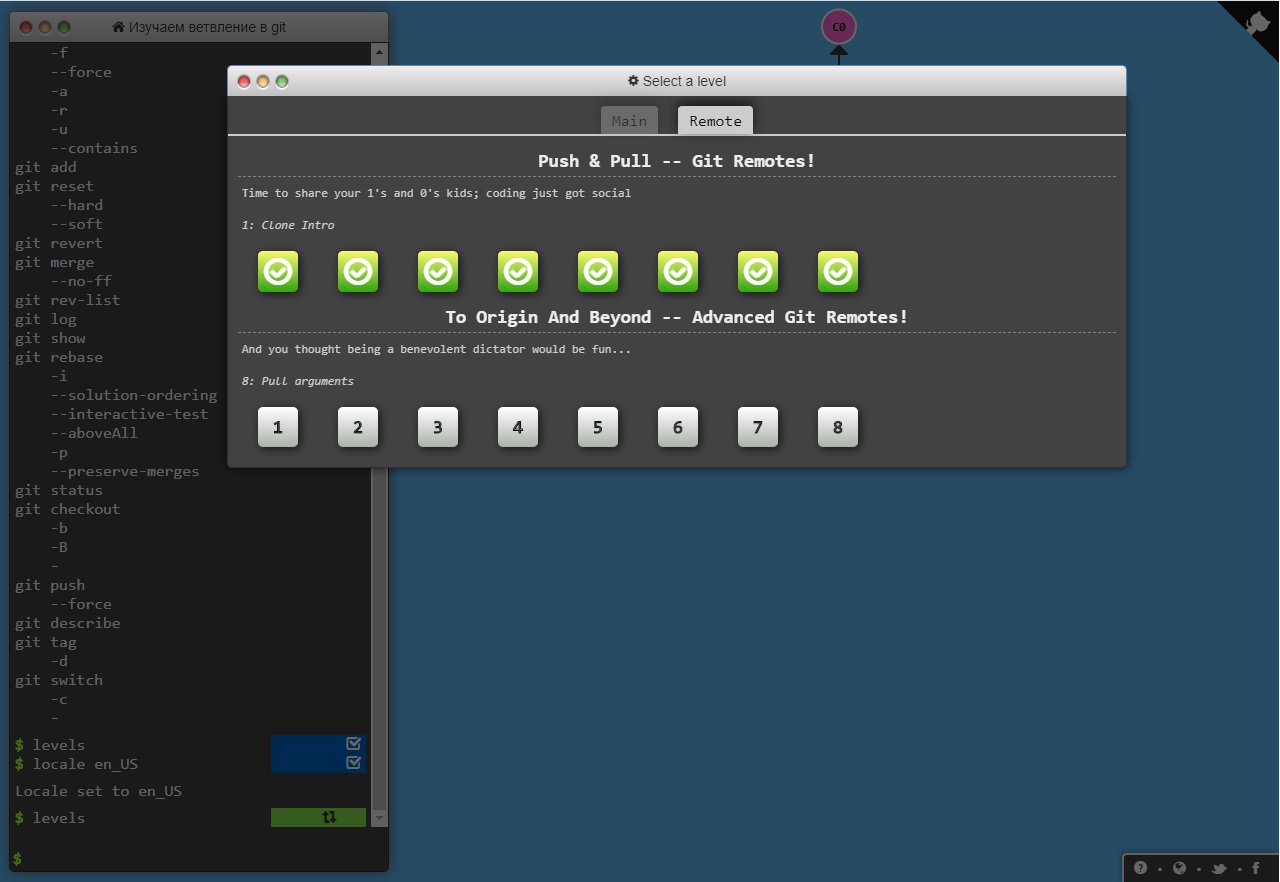 Изучаем ветвление в git
C0
-f
--force
-a
-r
-u
--contains
git add
git reset
--hard
--soft
git revert
git merge
--no-ff
git rev-list
git log
git show
git rebase
-i
--solution-ordering
--interactive-test
--aboveAll
-p
--preserve-merges
git status
git checkout
-b
-B
-
git push
--force
git describe
git tag
-d
git switch
-c
-
$ levels
$ locale en_US
Locale set to en_US
$ levels
$
Select a level
Main
Remote
Push & Pull -- Git Remotes!
Time to share your 1's and 0's kids; coding just got social
1: Clone Intro
To Origin And Beyond -- Advanced Git Remotes!
And you thought being a benevolent dictator would be fun...
8: Pull arguments
1 2 3 4 5 6 7 8